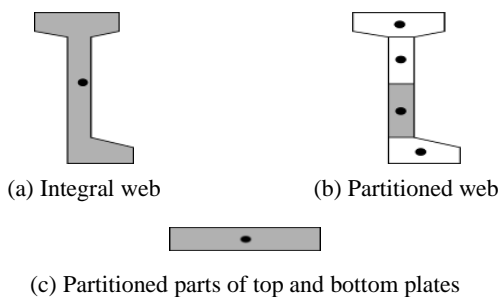 (a) Integral web
(b) Partitioned web
(c) Partitioned parts of top and bottom plates